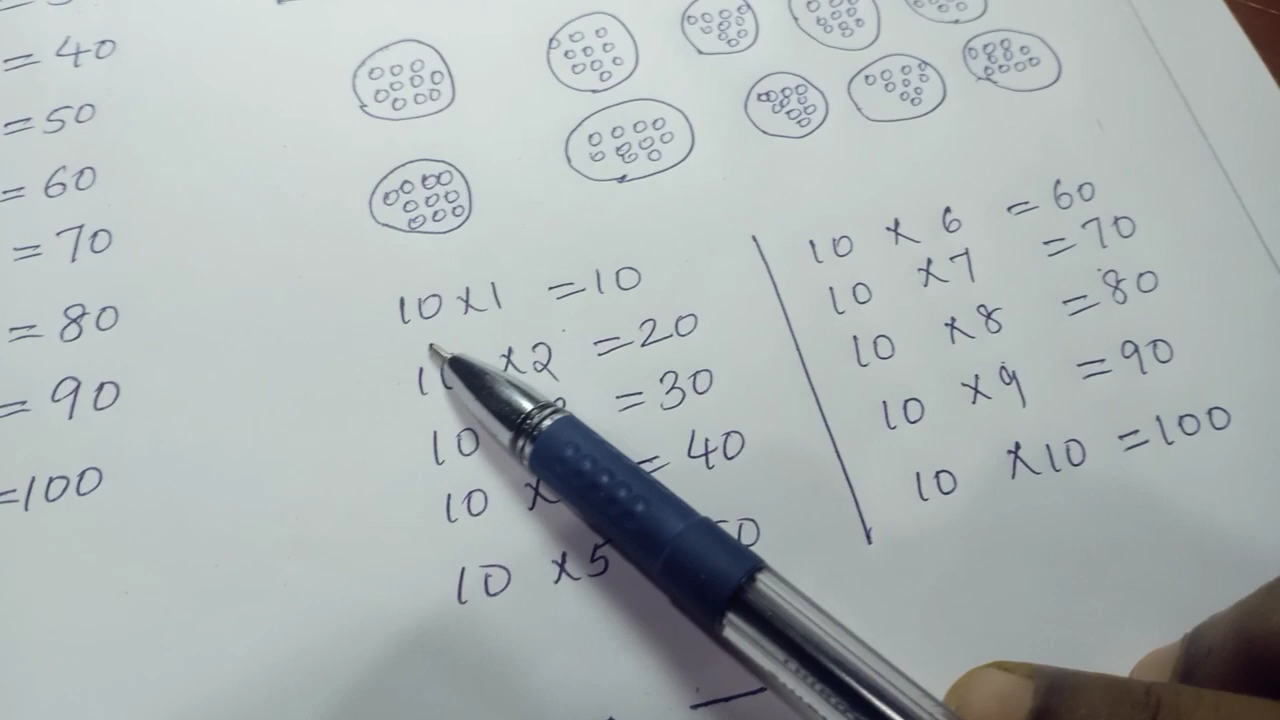 = 40
= 50
= 60
= 70
= 80
= 90
=100
10 x 1 = 10
x 2 = 20
10 = 30
10 x = 40
10 x 5
10 x 6 = 60
10 x 7 = 70
10 x 8 = 80
10 x 9 = 90
10 x 10 = 100